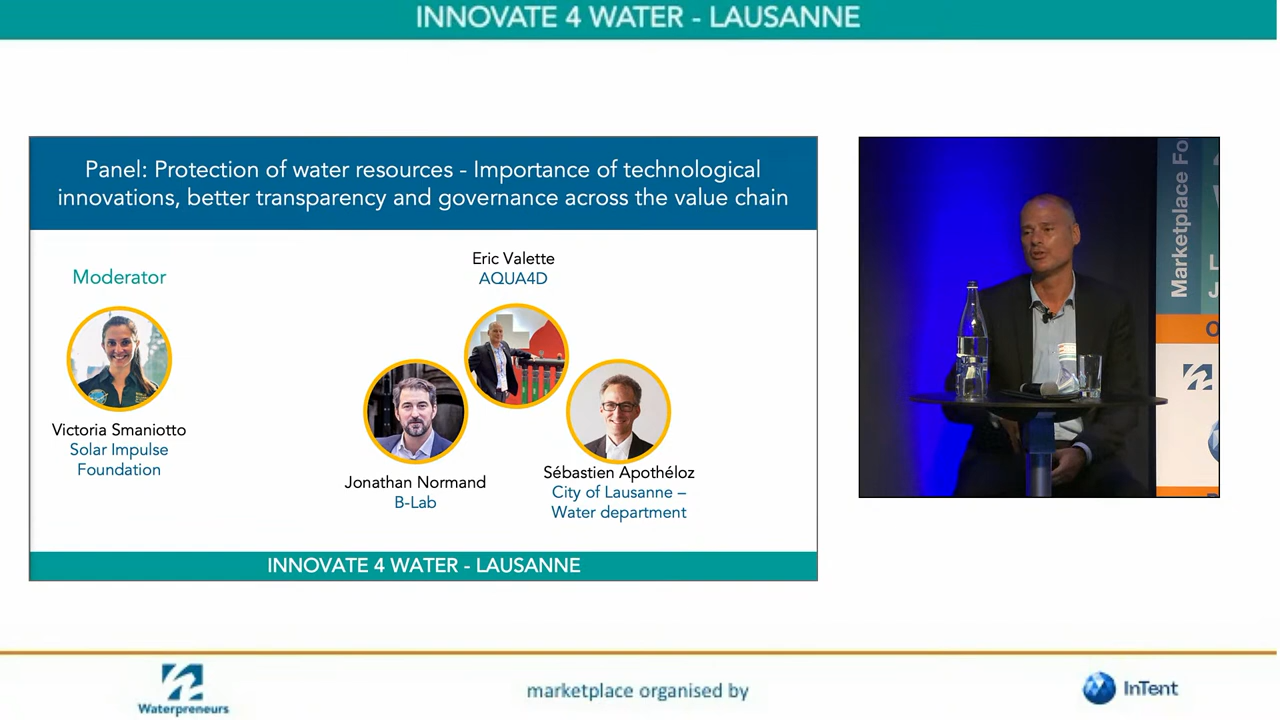 INNOVATE 4 WATER - LAUSANNE
Panel: Protection of water resources - Importance of technological
innovations, better transparency and governance across the value chain
Moderator
Victoria Smaniotto
Solar Impulse
Foundation
Eric Valette
AQUA4D
Jonathan Normand
B-Lab
Sébastien Apothéloz
City of Lausanne –
Water department
INNOVATE 4 WATER - LAUSANNE
Marketplace Fo
Waterpreneurs
marketplace organised by
InTent